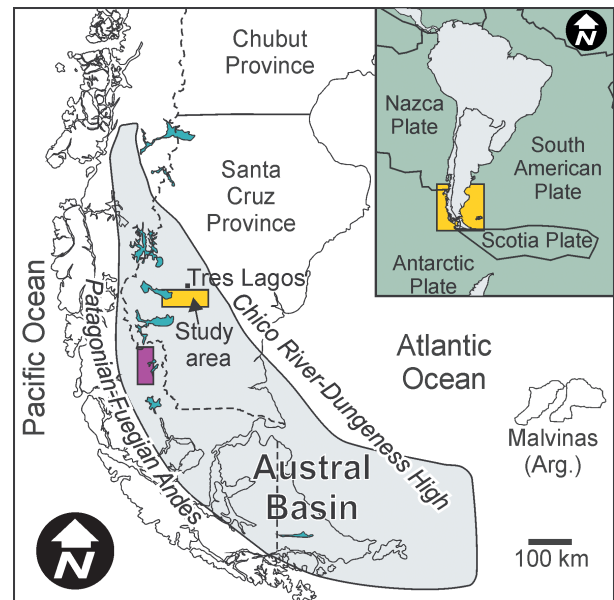 Chubut
Province
N
Nazca
Plate
South
American
Plate
Scotia Plate
Antarctic
Plate
Santa
Cruz
Province
Tres Lagos
Study
area
Pacific Ocean
Patagonian-Fuegian Andes
Chico River-Dungeness High
Atlantic
Ocean
Malvinas
(Arg.)
Austral
Basin
N
100 km